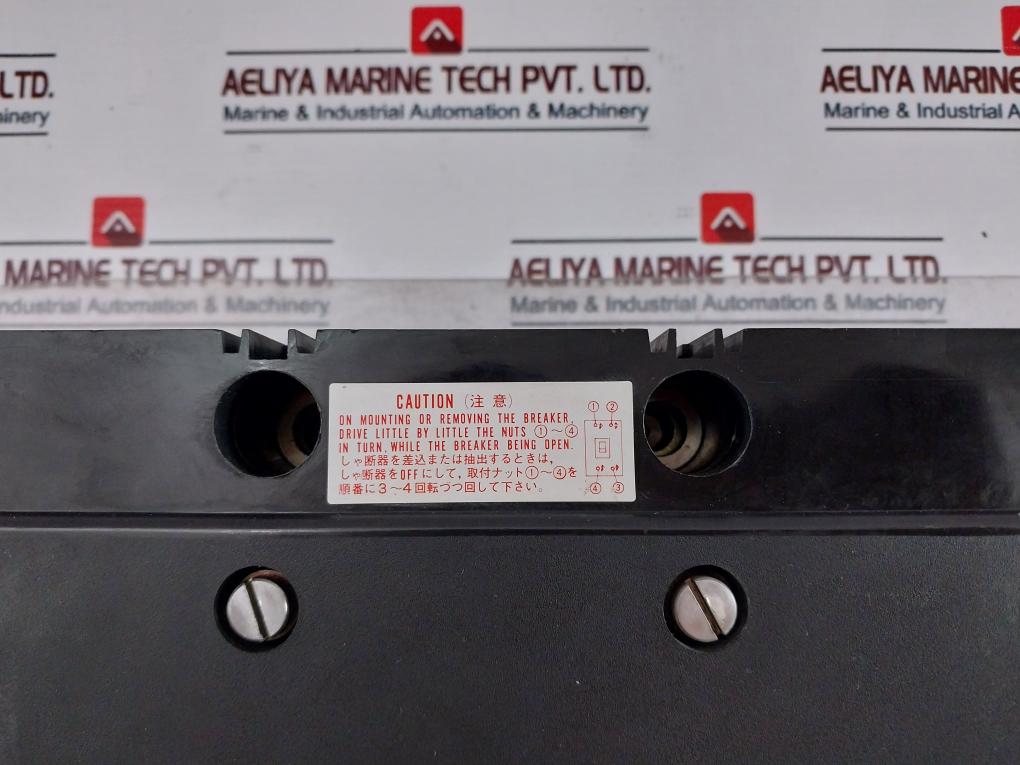 LTD.
hinery
AELIYA MARINE TECH PVT. LTD.
Marine & Industrial Automation & Machinery
AELIYA MARINE
Marine & Industrial A
MARINE TECH PVT. LTD.
Industrial Automation & Machinery
AELIYA MARINE TECH PVT. LTD.
Marine & Industrial Automation & Machinery
CAUTION (注意)
ON MOUNTING OR REMOVING THE BREAKER,
DRIVE LITTLE BY LITTLE THE NUTS ①~④
IN TURN, WHILE THE BREAKER BEING OPEN.
しゃ断器を差込または抽出するときは,
しゃ断器をOFFにして,取付ナット①~④を
順番に3~4回転づつ回して下さい。
① ②
④ ③